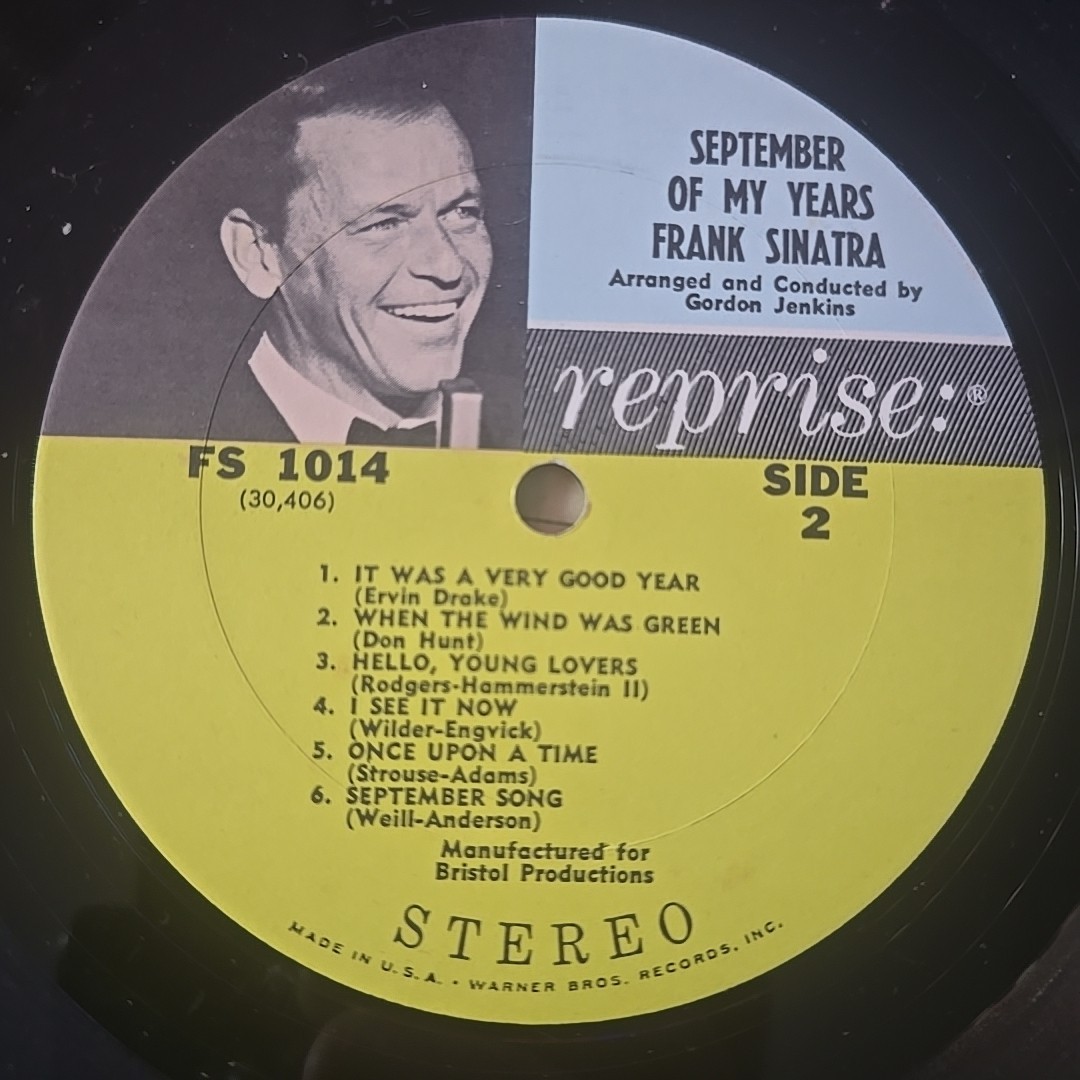 SEPTEMBER
OF MY YEARS
FRANK SINATRA
Arranged and Conducted by
Gordon Jenkins
reprise:®
FS 1014
(30,406)
SIDE
2
1. IT WAS A VERY GOOD YEAR
(Ervin Drake)
2. WHEN THE WIND WAS GREEN
(Don Hunt)
3. HELLO, YOUNG LOVERS
(Rodgers-Hammerstein II)
4. I SEE IT NOW
(Wilder-Engvick)
5. ONCE UPON A TIME
(Strouse-Adams)
6. SEPTEMBER SONG
(Weill-Anderson)
Manufactured for
Bristol Productions
STEREO
MADE IN U.S.A. • WARNER BROS. RECORDS, INC.